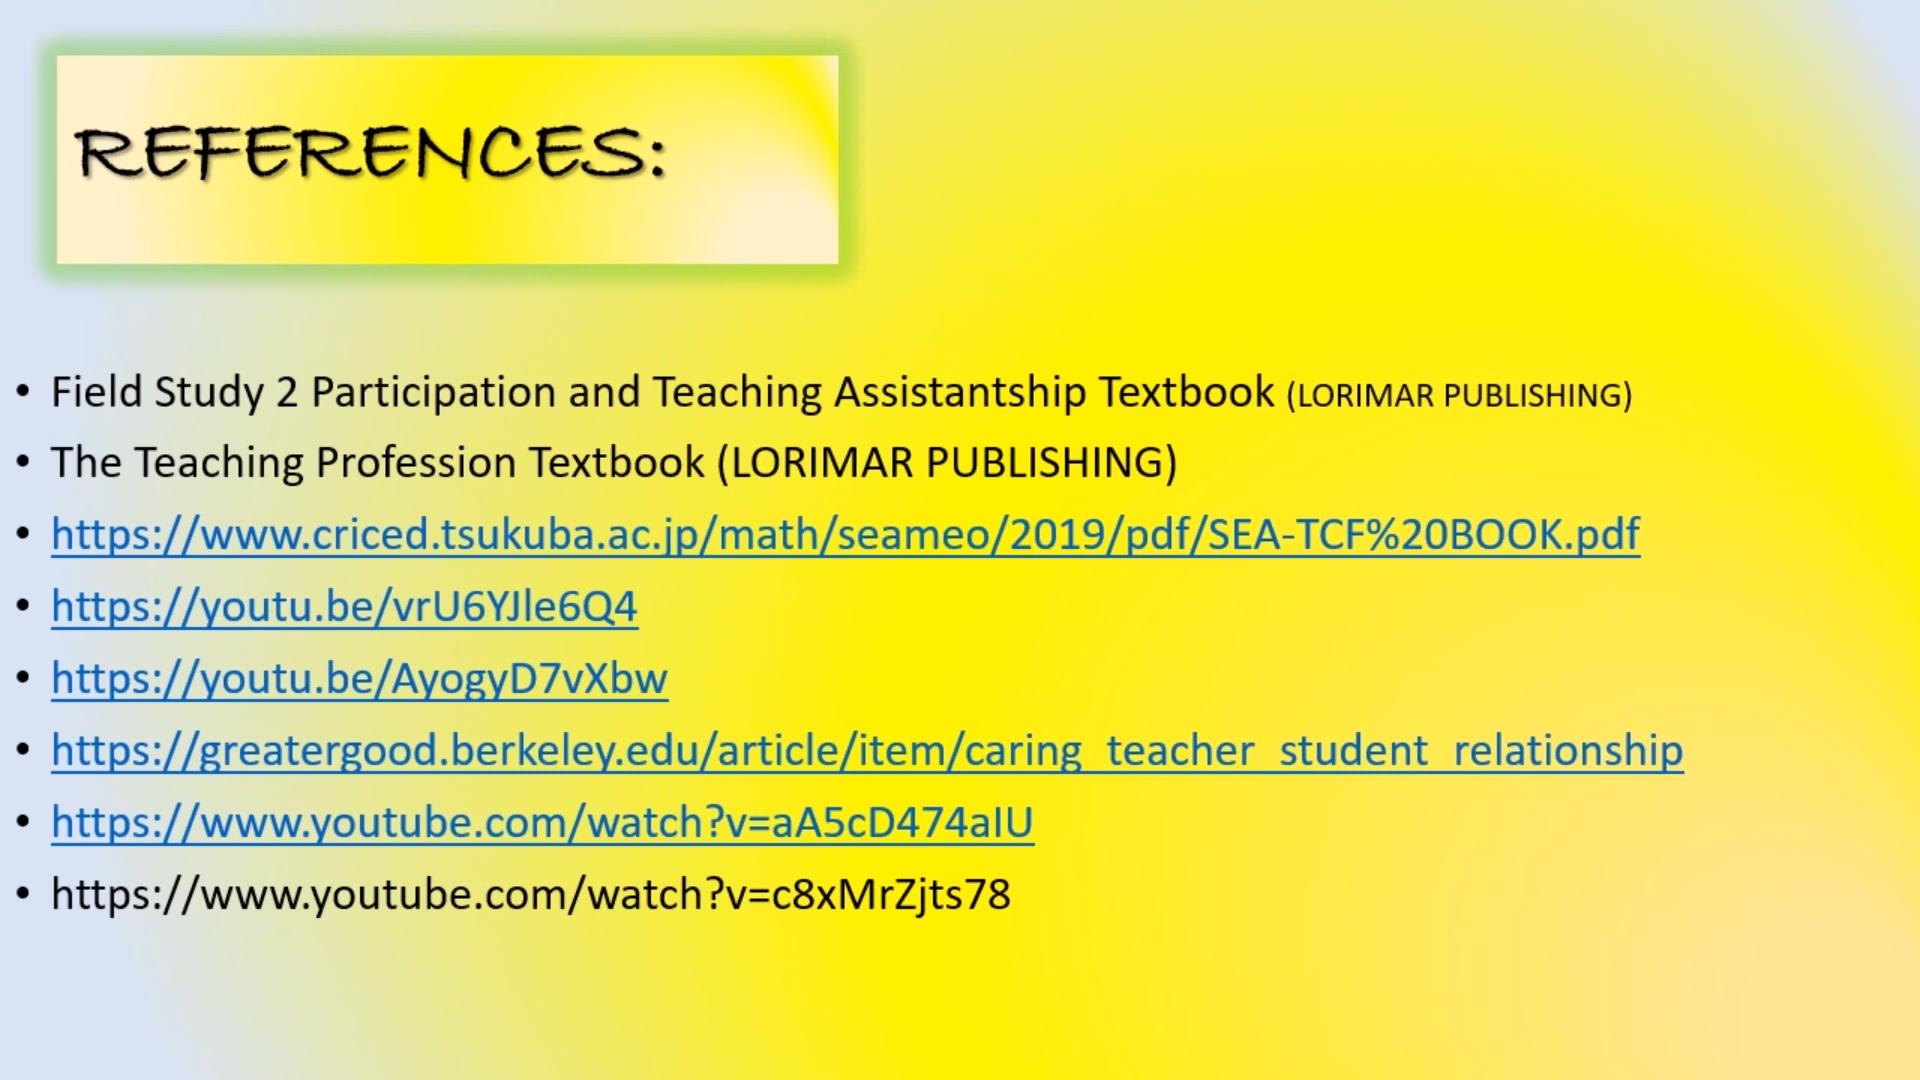 REFERENCES:
• Field Study 2 Participation and Teaching Assistantship Textbook (LORIMAR PUBLISHING)
• The Teaching Profession Textbook (LORIMAR PUBLISHING)
• https://www.criced.tsukuba.ac.jp/math/seameo/2019/pdf/SEA-TCF%20BOOK.pdf
• https://youtu.be/vrU6YJle6Q4
• https://youtu.be/AyogyD7vXbw
• https://greatergood.berkeley.edu/article/item/caring_teacher_student_relationship
• https://www.youtube.com/watch?v=aA5cD474aIU
• https://www.youtube.com/watch?v=c8xMrZjts78